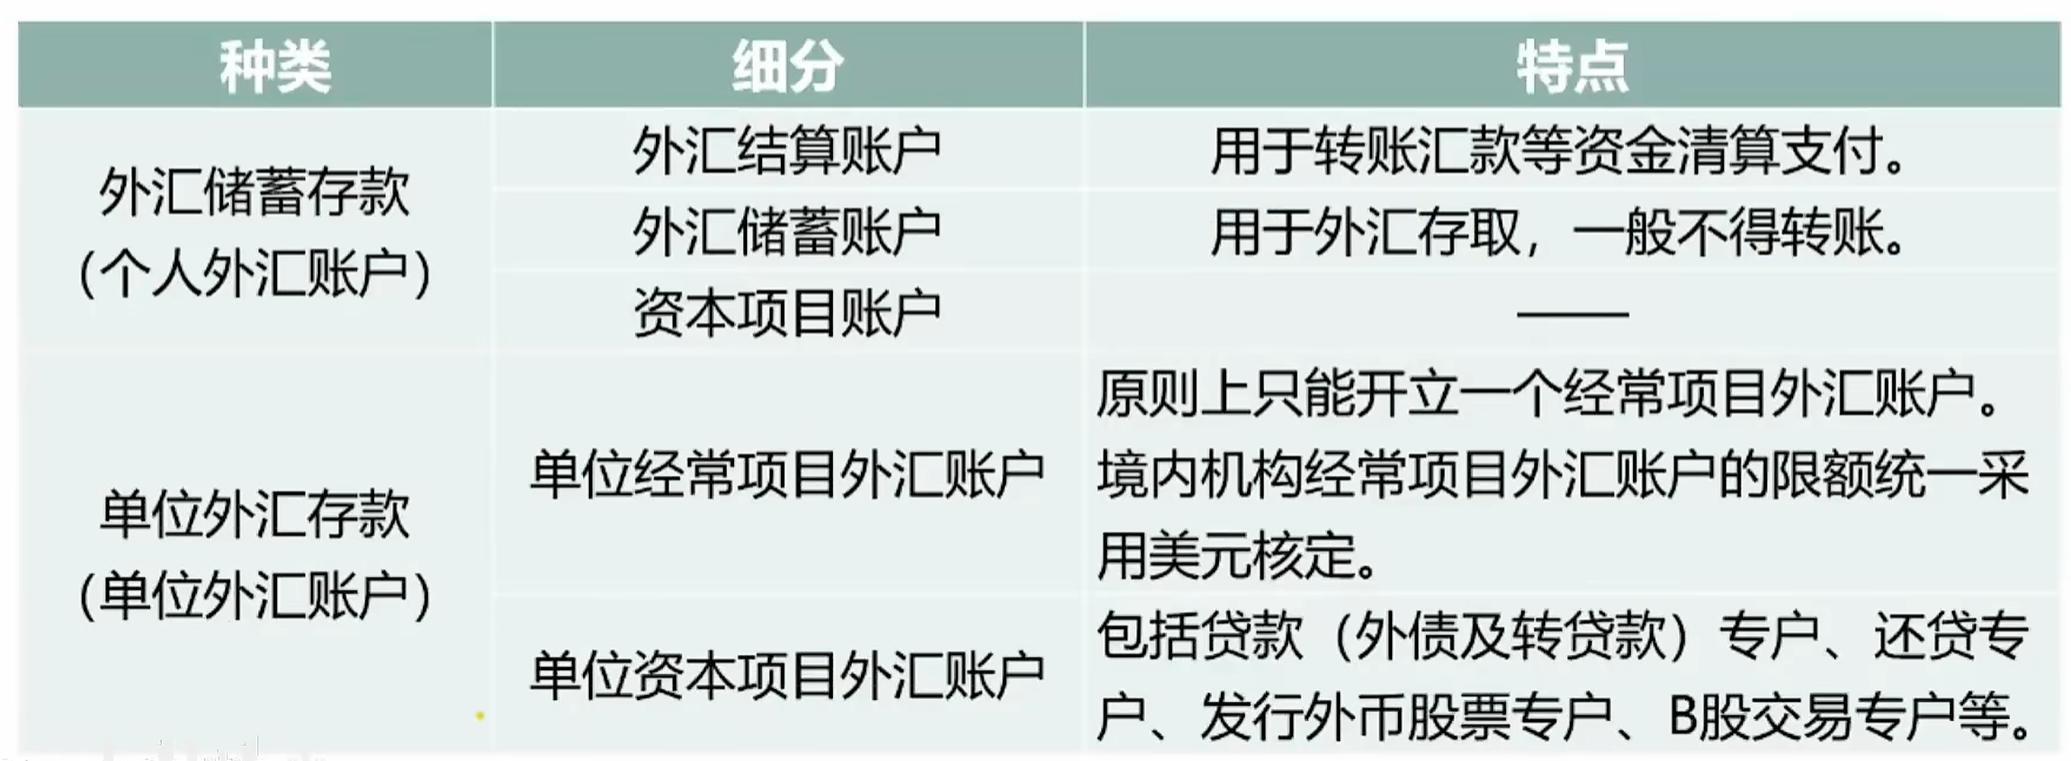 种类 细分 特点
外汇储蓄存款
(个人外汇账户)
外汇结算账户 用于转账汇款等资金清算支付。
外汇储蓄账户 用于外汇存取，一般不得转账。
资本项目账户 ——
单位外汇存款
(单位外汇账户)
单位经常项目外汇账户
原则上只能开立一个经常项目外汇账户。
境内机构经常项目外汇账户的限额统一采
用美元核定。
单位资本项目外汇账户
包括贷款（外债及转贷款）专户、还贷专
户、发行外币股票专户、B股交易专户等。